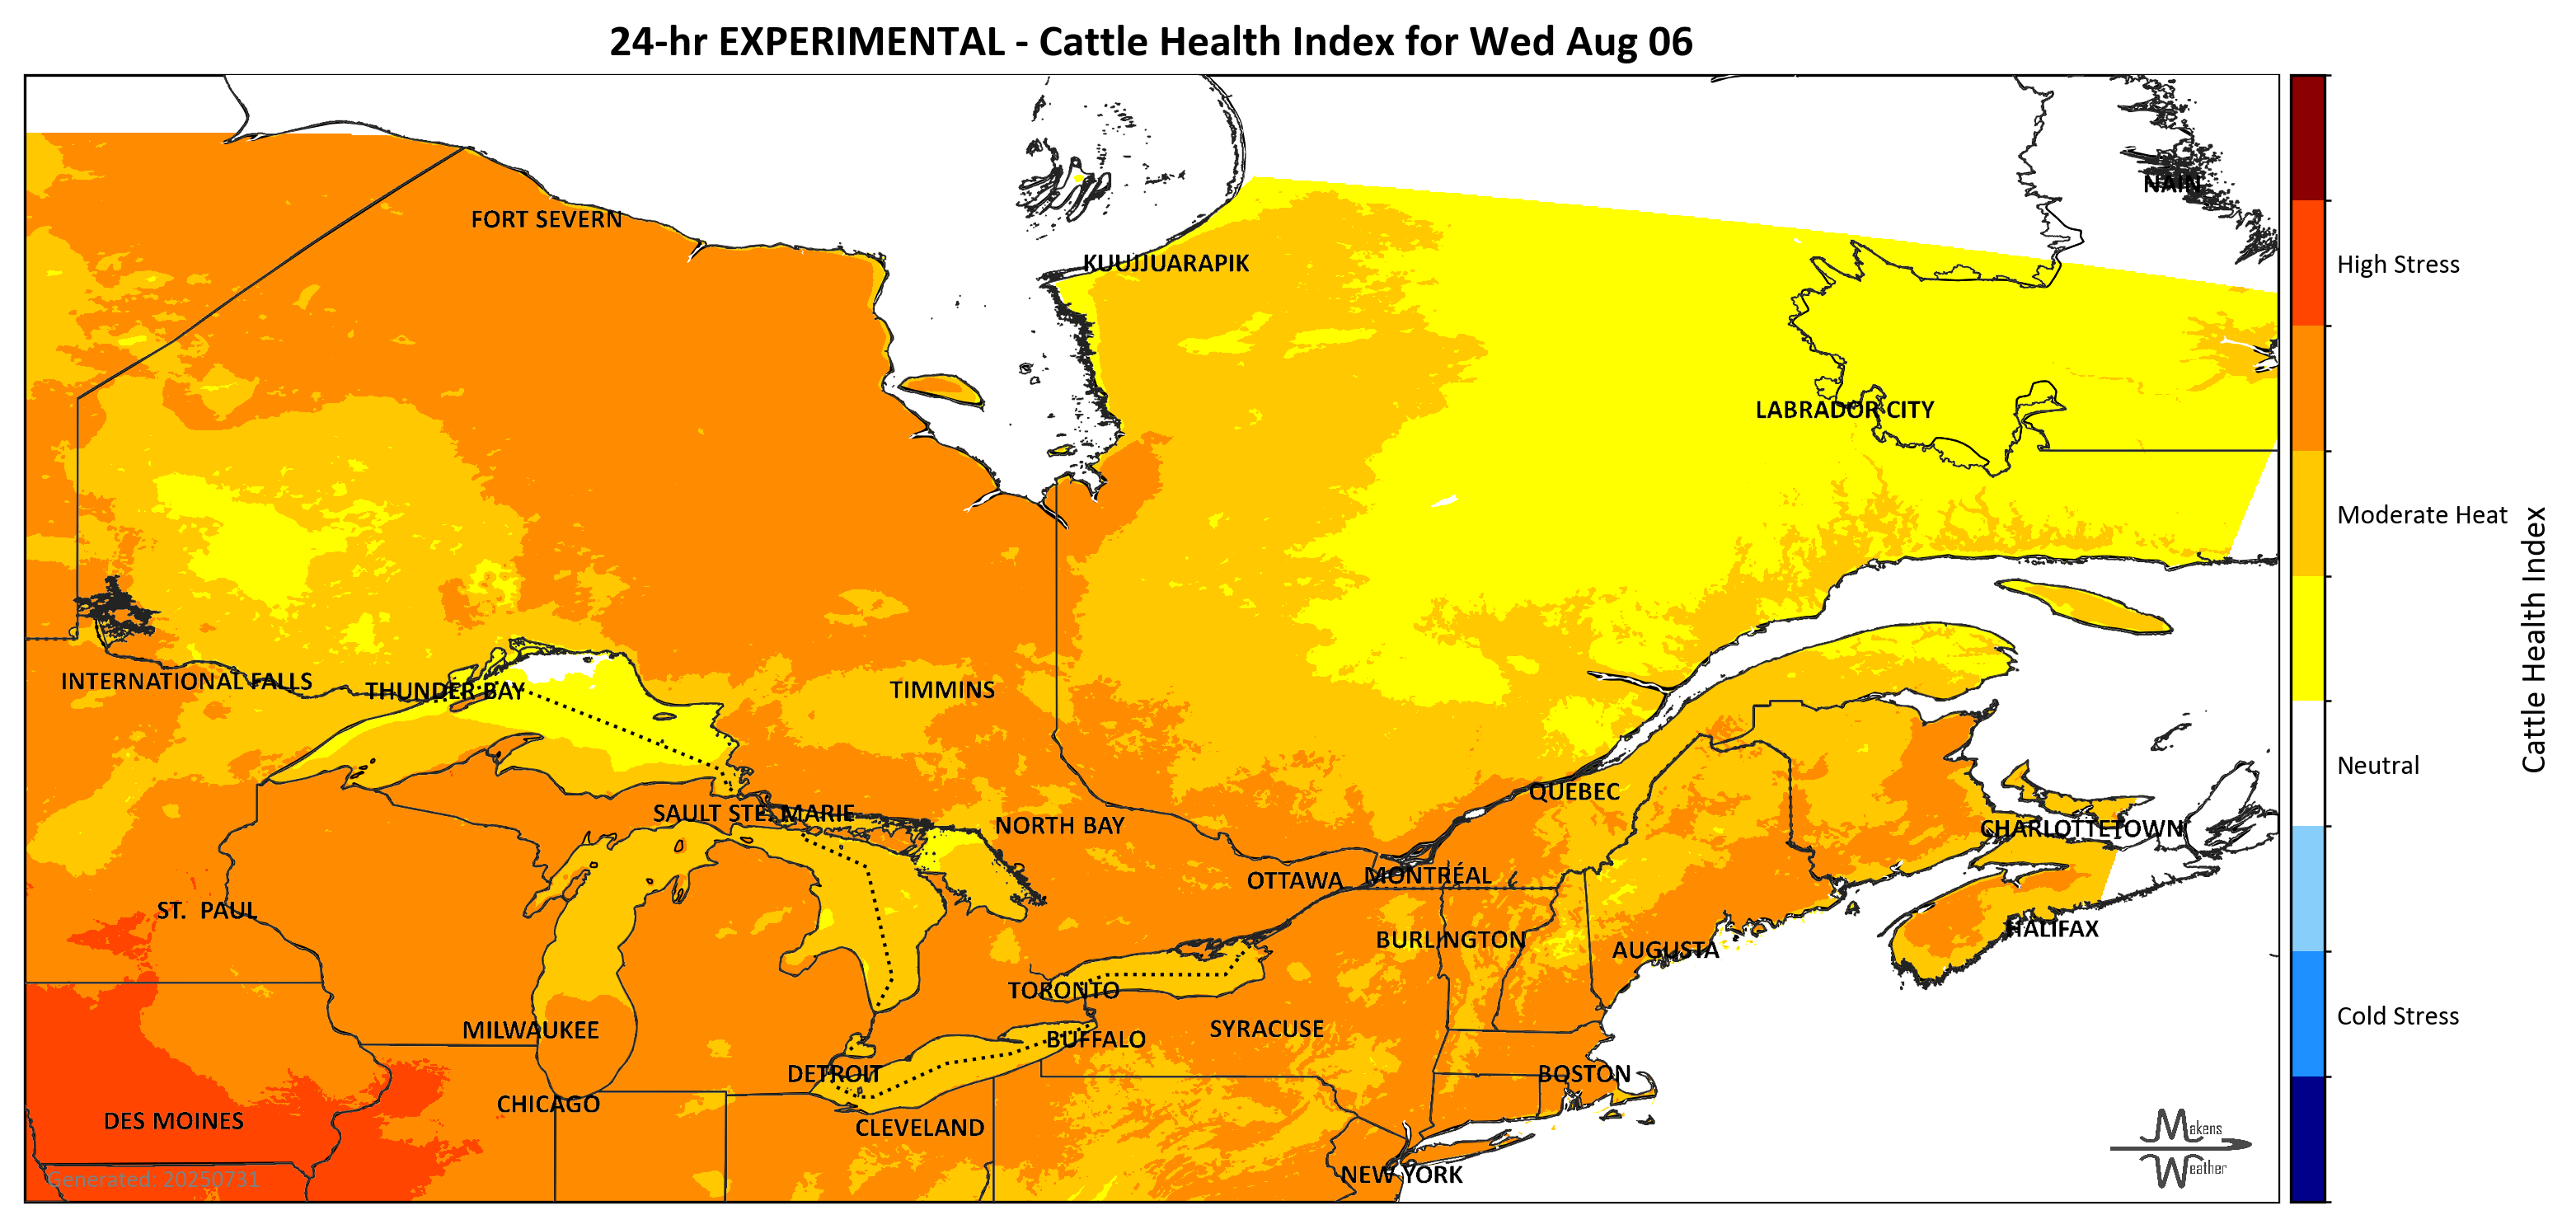 24-hr EXPERIMENTAL - Cattle Health Index for Wed Aug 06
NAIN
FORT SEVERN
KUUJJUARAPIK
High Stress
LABRADOR CITY
Moderate Heat
INTERNATIONAL FALLS
THUNDER BAY
TIMMINS
Cattle Health Index
Neutral
QUEBEC
SAULT STE. MARIE
NORTH BAY
CHARLOTTETOWN
OTTAWA
MONTRÉAL
ST. PAUL
HALIFAX
BURLINGTON
AUGUSTA
TORONTO
Cold Stress
MILWAUKEE
BUFFALO
SYRACUSE
DETROIT
BOSTON
CHICAGO
DES MOINES
CLEVELAND
Makens
Weather
NEW YORK
Generated: 20250731